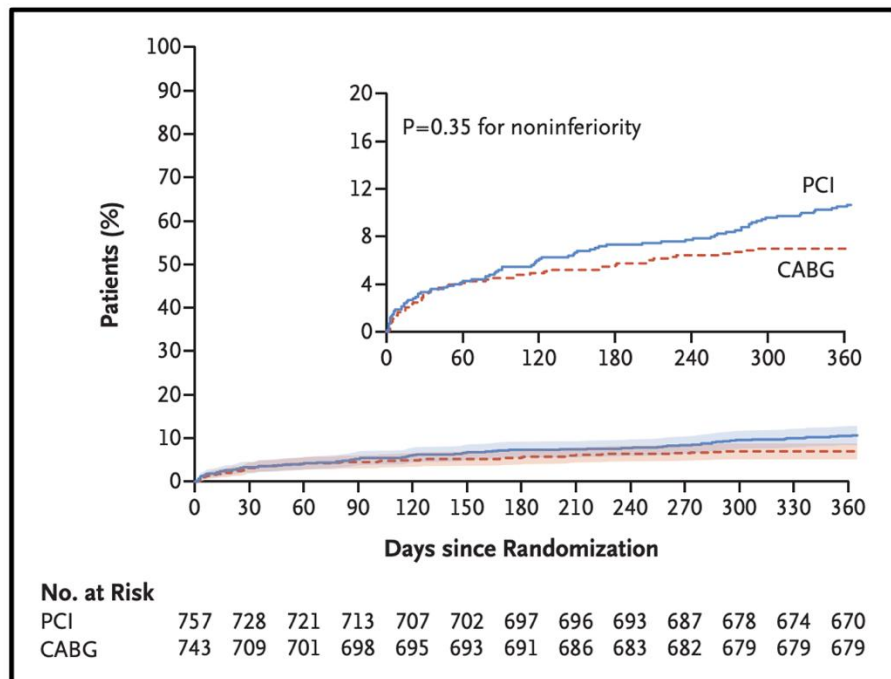 100
90
80
70
60
50
40
30
20
10
0
Patients (%)
20
16
12
8
4
0
P=0.35 for noninferiority
PCI
CABG
0 60 120 180 240 300 360
0 30 60 90 120 150 180 210 240 270 300 330 360
Days since Randomization
No. at Risk
PCI 757 728 721 713 707 702 697 696 693 687 678 674 670
CABG 743 709 701 698 695 693 691 686 683 682 679 679 679